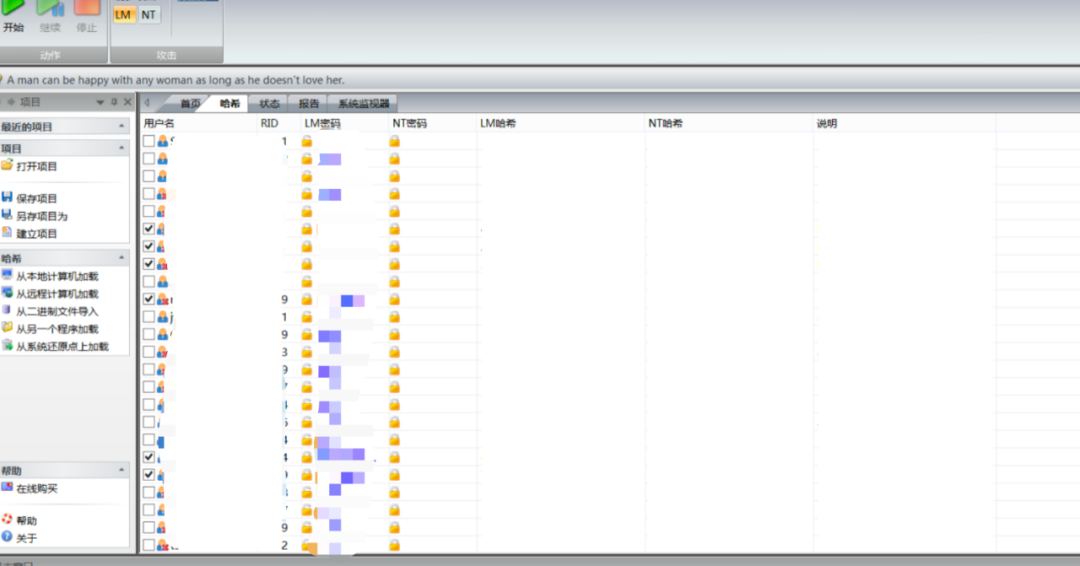 LM NT
开始 继续 停止
动作 攻击
A man can be happy with any woman as long as he doesn't love her.
项目
首页 哈希 状态 报告 系统监视器
最近的项目
项目
打开项目
保存项目
另存项目为
建立项目
哈希
从本地计算机加载
从远程计算机加载
从二进制文件导入
从另一个程序加载
从系统还原点上加载
帮助
在线购买
帮助
关于
用户名 RID LM密码 NT密码 LM哈希 NT哈希 说明
1
9
1
9
3
9
4
4
9
2